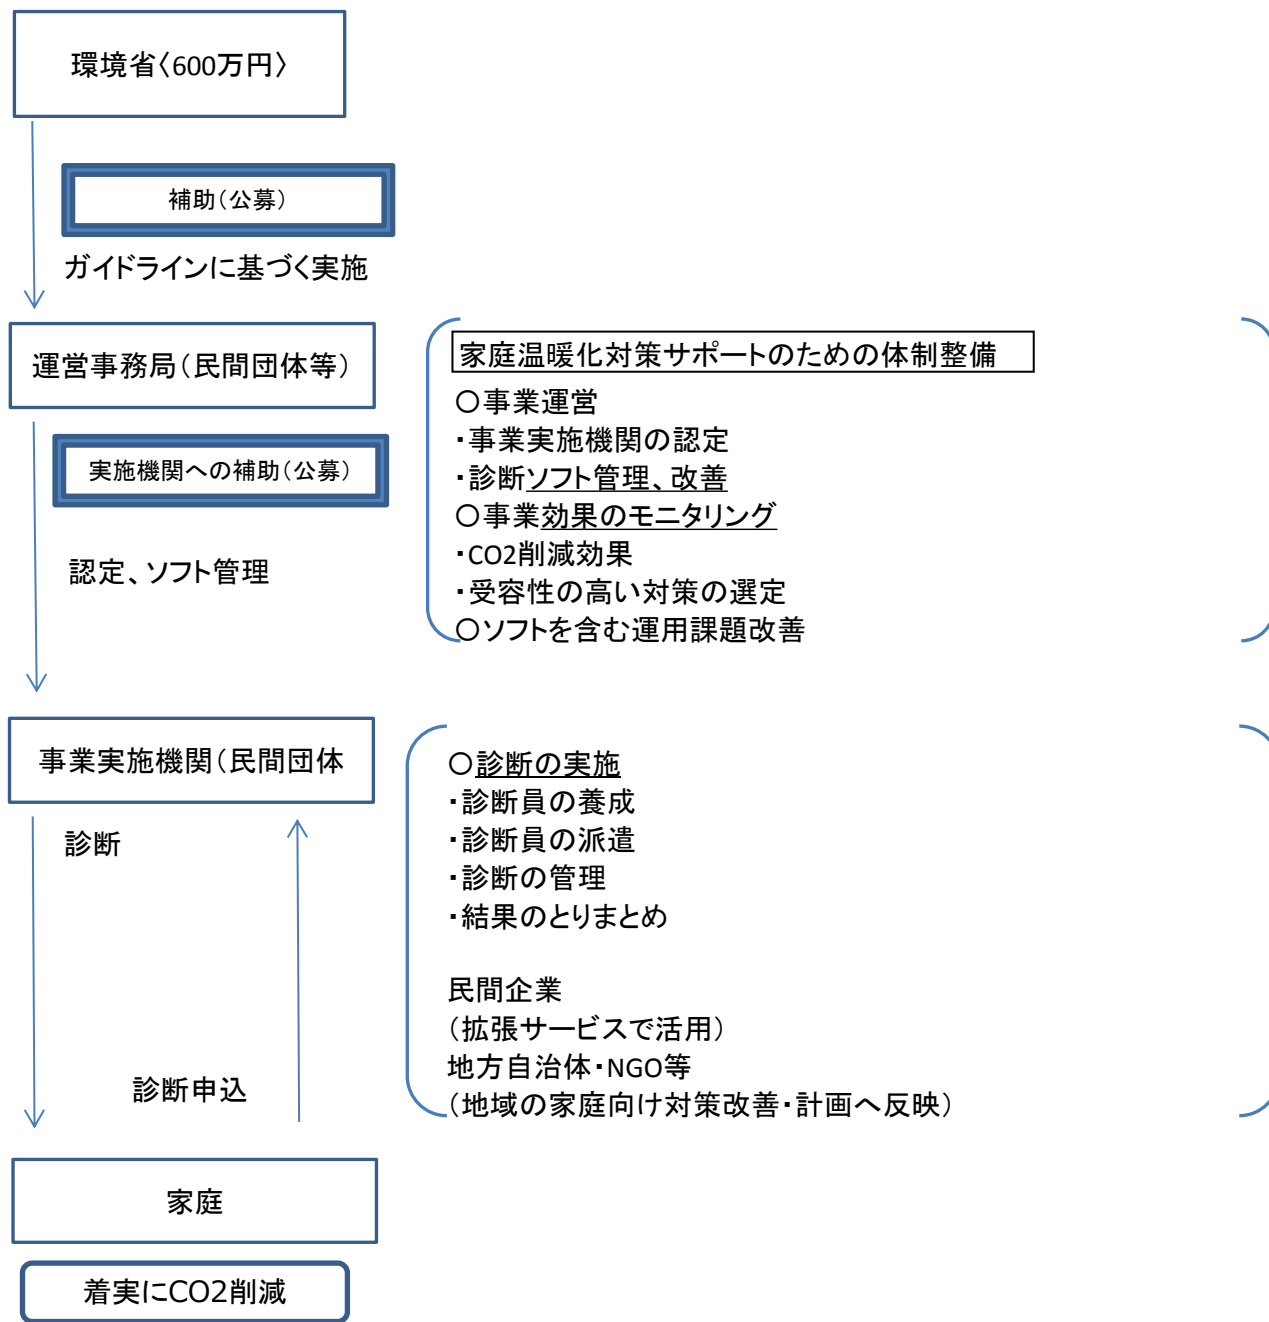 環境省〈600万円〉
補助(公募)
ガイドラインに基づく実施
運営事務局(民間団体等)
家庭温暖化対策サポートのための体制整備
○事業運営
・事業実施機関の認定
・診断ソフト管理、改善
○事業効果のモニタリング
・CO2削減効果
・受容性の高い対策の選定
○ソフトを含む運用課題改善
実施機関への補助(公募)
認定、ソフト管理
事業実施機関(民間団体
○診断の実施
・診断員の養成
・診断員の派遣
・診断の管理
・結果のとりまとめ
民間企業
(拡張サービスで活用)
地方自治体・NGO等
(地域の家庭向け対策改善・計画へ反映)
診断
診断申込
家庭
着実にCO2削減